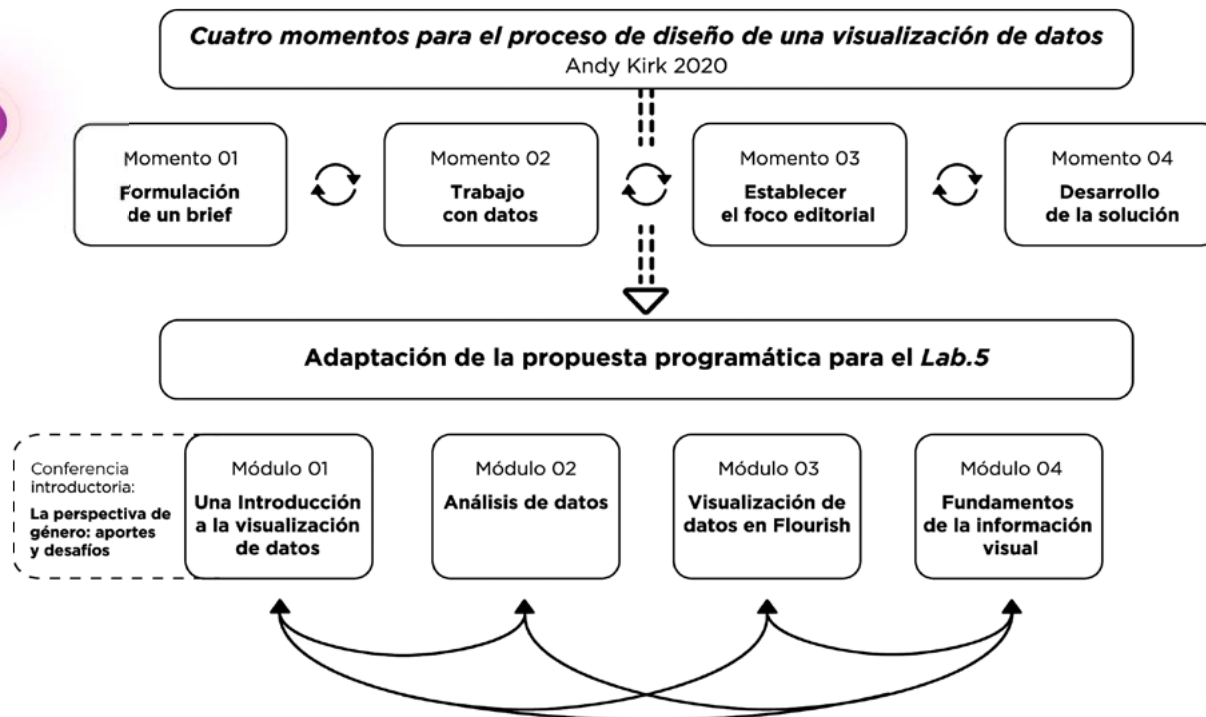 Cuatro momentos para el proceso de diseño de una visualización de datos
Andy Kirk 2020
Momento 01
Formulación
de un brief
Momento 02
Trabajo
con datos
Momento 03
Establecer
el foco editorial
Momento 04
Desarrollo
de la solución
Adaptación de la propuesta programática para el Lab.5
Conferencia
introductoria:
La perspectiva de
género: aportes
y desafíos
Módulo 01
Una Introducción
a la visualización
de datos
Módulo 02
Análisis de datos
Módulo 03
Visualización de
datos en Flourish
Módulo 04
Fundamentos
de la información
visual